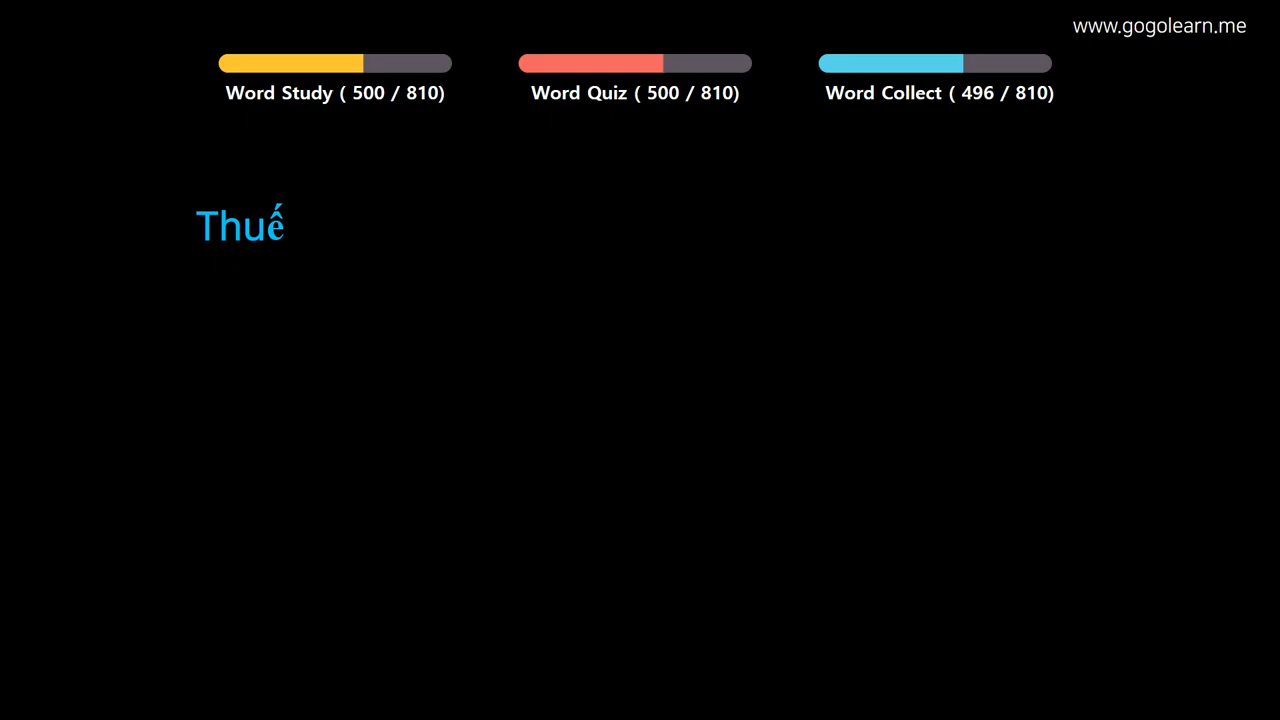 www.gogolearn.me
Word Study ( 500 / 810)
Word Quiz ( 500 / 810)
Word Collect ( 496 / 810)
Thuế